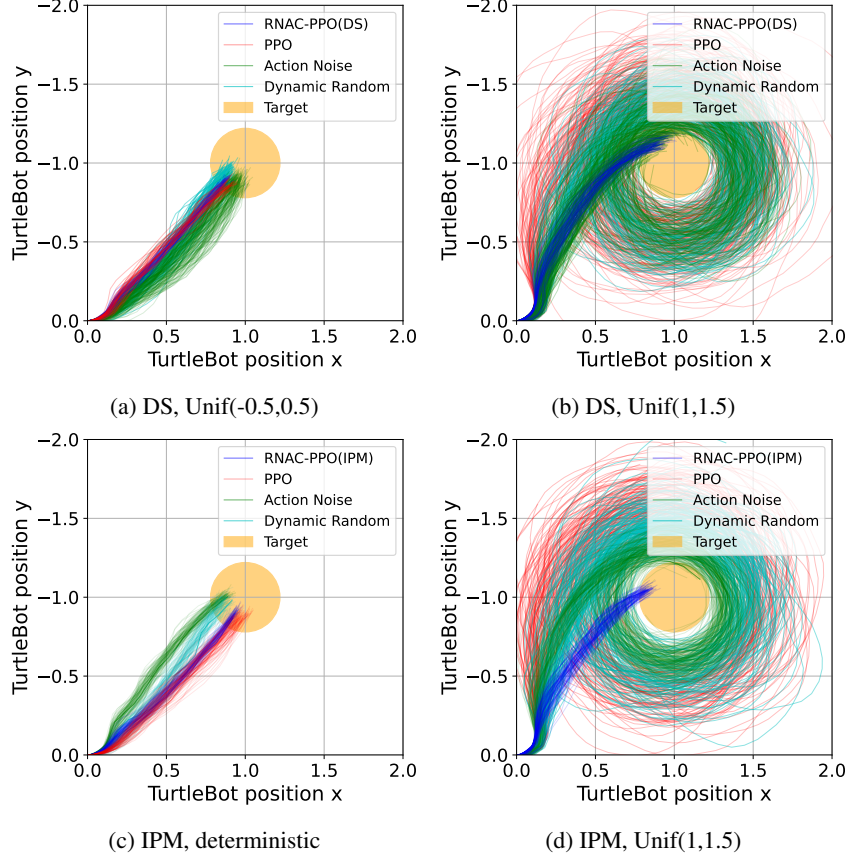 −2.0
−1.5
−1.0
−0.5
0.0
TurtleBot position y
RNAC-PPO(DS)
PPO
Action Noise
Dynamic Random
Target
0.0 0.5 1.0 1.5 2.0
TurtleBot position x
(a) DS, Unif(-0.5,0.5)
−2.0
−1.5
−1.0
−0.5
0.0
TurtleBot position y
RNAC-PPO(DS)
PPO
Action Noise
Dynamic Random
Target
0.0 0.5 1.0 1.5 2.0
TurtleBot position x
(b) DS, Unif(1,1.5)
−2.0
−1.5
−1.0
−0.5
0.0
TurtleBot position y
RNAC-PPO(IPM)
PPO
Action Noise
Dynamic Random
Target
0.0 0.5 1.0 1.5 2.0
TurtleBot position x
(c) IPM, deterministic
−2.0
−1.5
−1.0
−0.5
0.0
TurtleBot position y
RNAC-PPO(IPM)
PPO
Action Noise
Dynamic Random
Target
0.0 0.5 1.0 1.5 2.0
TurtleBot position x
(d) IPM, Unif(1,1.5)